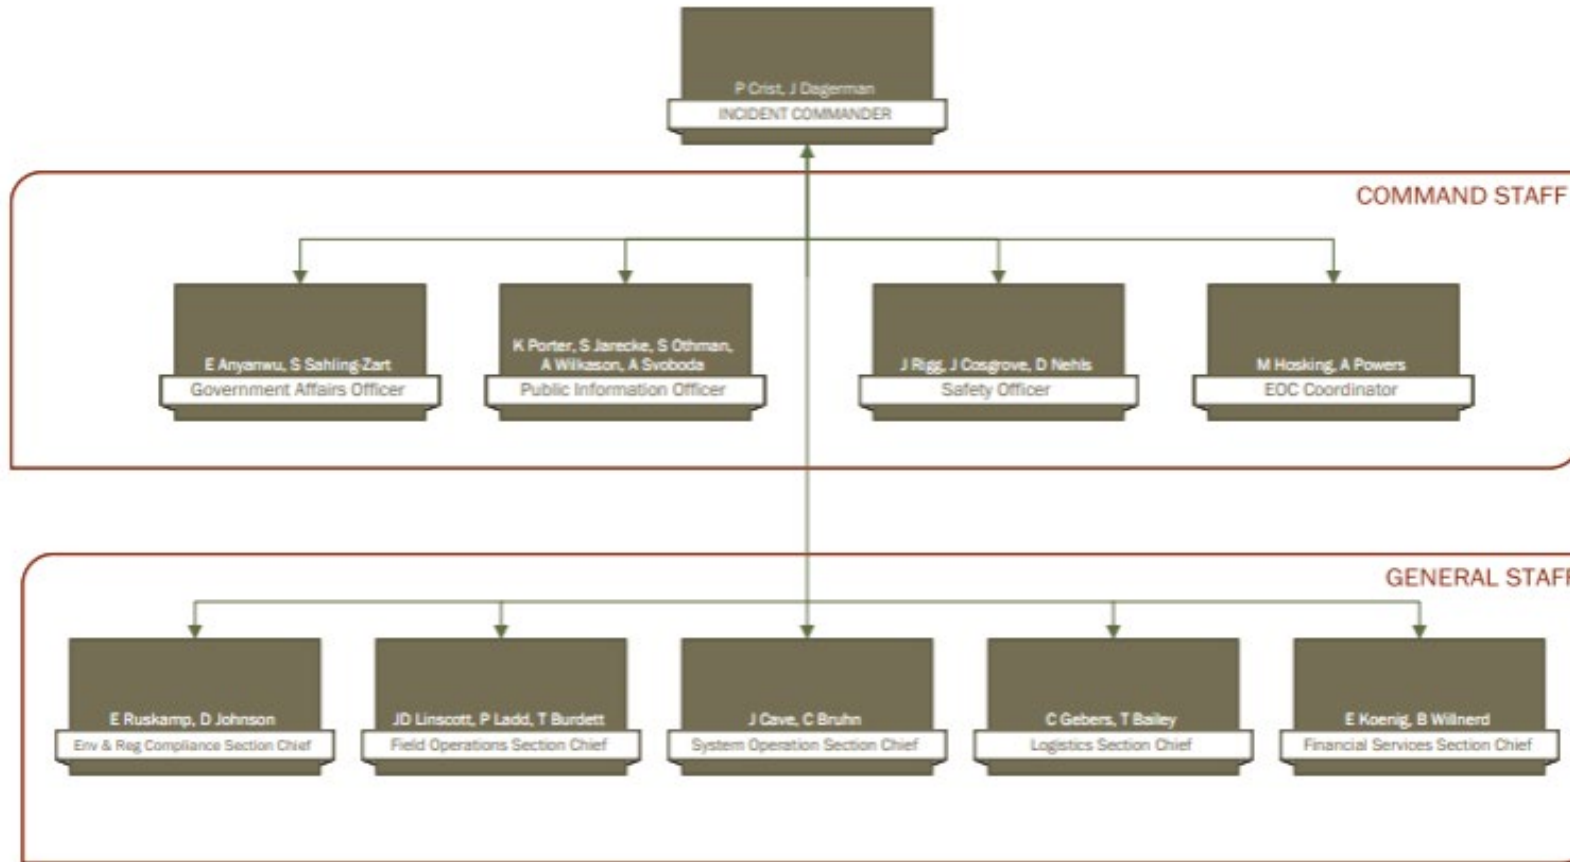 P Crist, J Dagerman
INCIDENT COMMANDER
COMMAND STAFF
E Anyanwu, S Sahling-Zart
Government Affairs Officer
K Porter, S Jarecke, S Othman,
A Wilkason, A Svoboda
Public Information Officer
J Rigg, J Cosgrove, D Nehls
Safety Officer
M Hosking, A Powers
EOC Coordinator
GENERAL STAFF
E Ruskamp, D Johnson
Env & Reg Compliance Section Chief
JD Linscott, P Ladd, T Burdett
Field Operations Section Chief
J Cave, C Bruhn
System Operation Section Chief
C Gebers, T Bailey
Logistics Section Chief
E Koenig, B Willnerd
Financial Services Section Chief